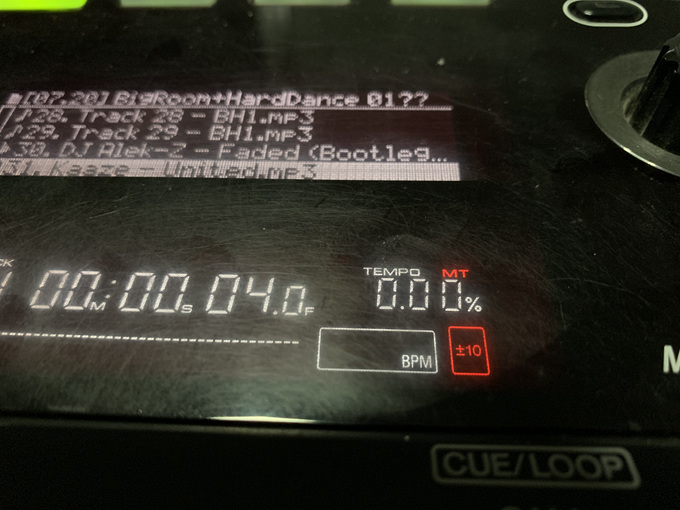 [07.20] BigRoom+HardDance 01??
28. Track 28 - BH1.mp3
29. Track 29 - BH1.mp3
30. DJ Alek-Z - Faded (Bootleg...
31. Kaaze - United.mp3
TEMPO MT
00M:00S 04.0F 0.00%
BPM ±10
M
CUE/LOOP